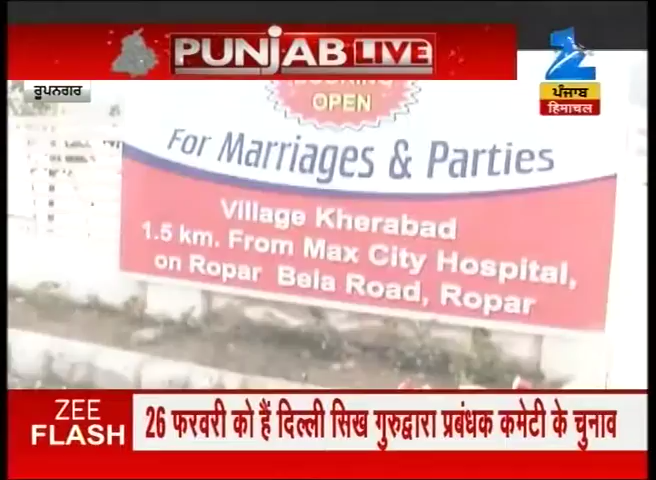 PUNJAB LIVE
ਪੰਜਾਬ
हिमाचल
ਰੂਪਨਗਰ
OPEN
For Marriages & Parties
Village Kherabad
1.5 km. From Max City Hospital,
on Ropar Bela Road, Ropar
ZEE
FLASH
26 फरवरी को हैं दिल्ली सिख गुरुद्वारा प्रबंधक कमेटी के चुनाव